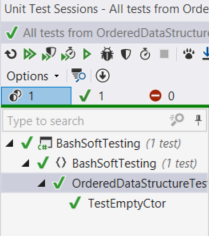 Unit Test Sessions - All tests from Orde
All tests from OrderedDataStructure
Options
1 1 0
Type to search
BashSoftTesting (1 test)
BashSoftTesting (1 test)
OrderedDataStructureTes
TestEmptyCtor